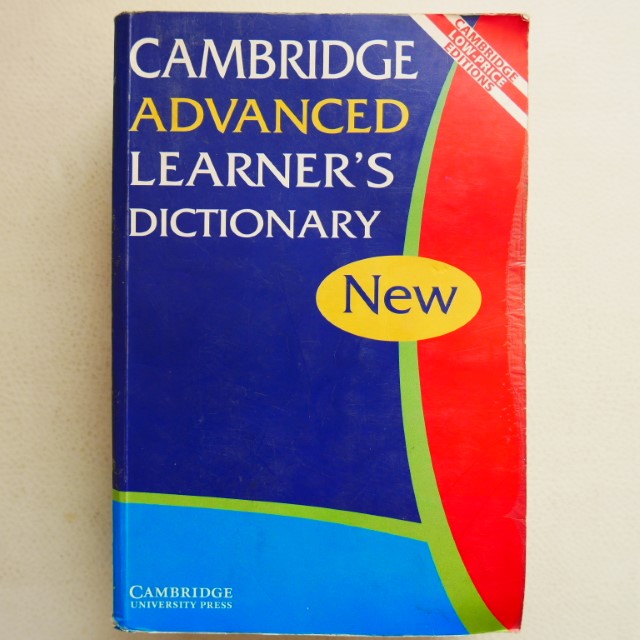 CAMBRIDGE
ADVANCED
LEARNER'S
DICTIONARY
CAMBRIDGE
LOW-PRICE
EDITIONS
New
CAMBRIDGE
UNIVERSITY PRESS